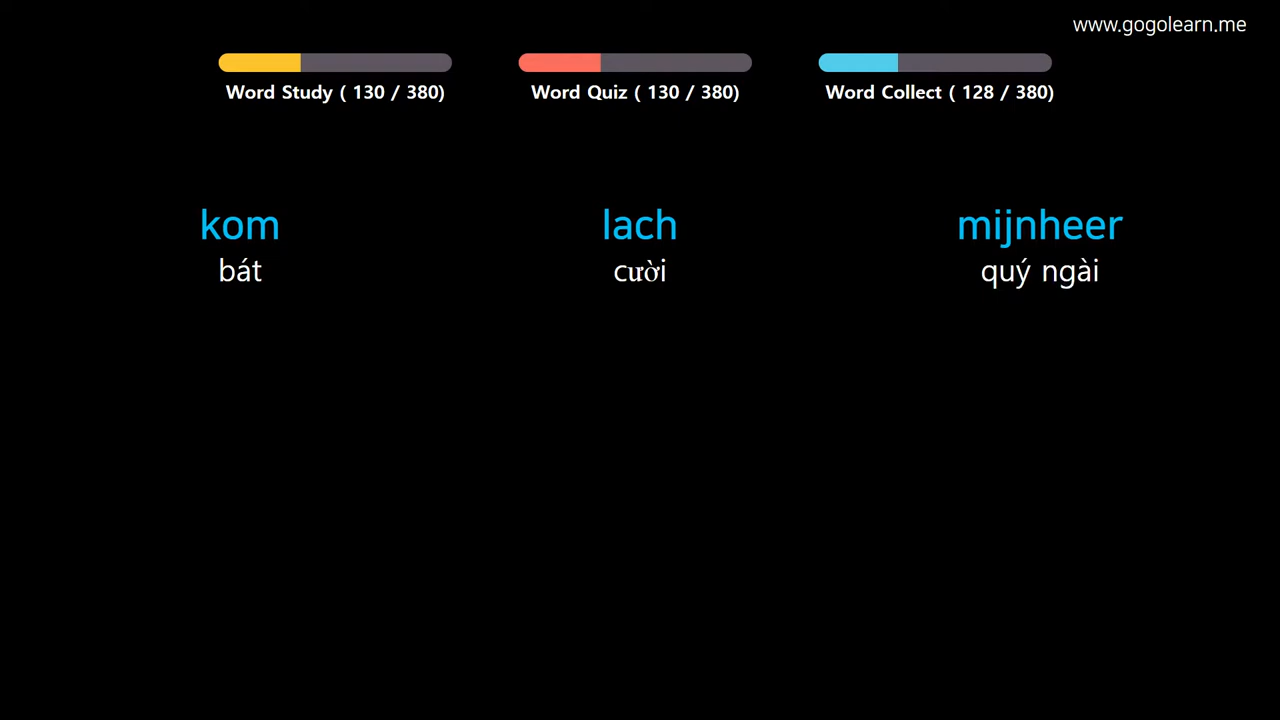 www.gogolearn.me
Word Study ( 130 / 380)
Word Quiz ( 130 / 380)
Word Collect ( 128 / 380)
kom
bát
lach
cười
mijnheer
quý ngài